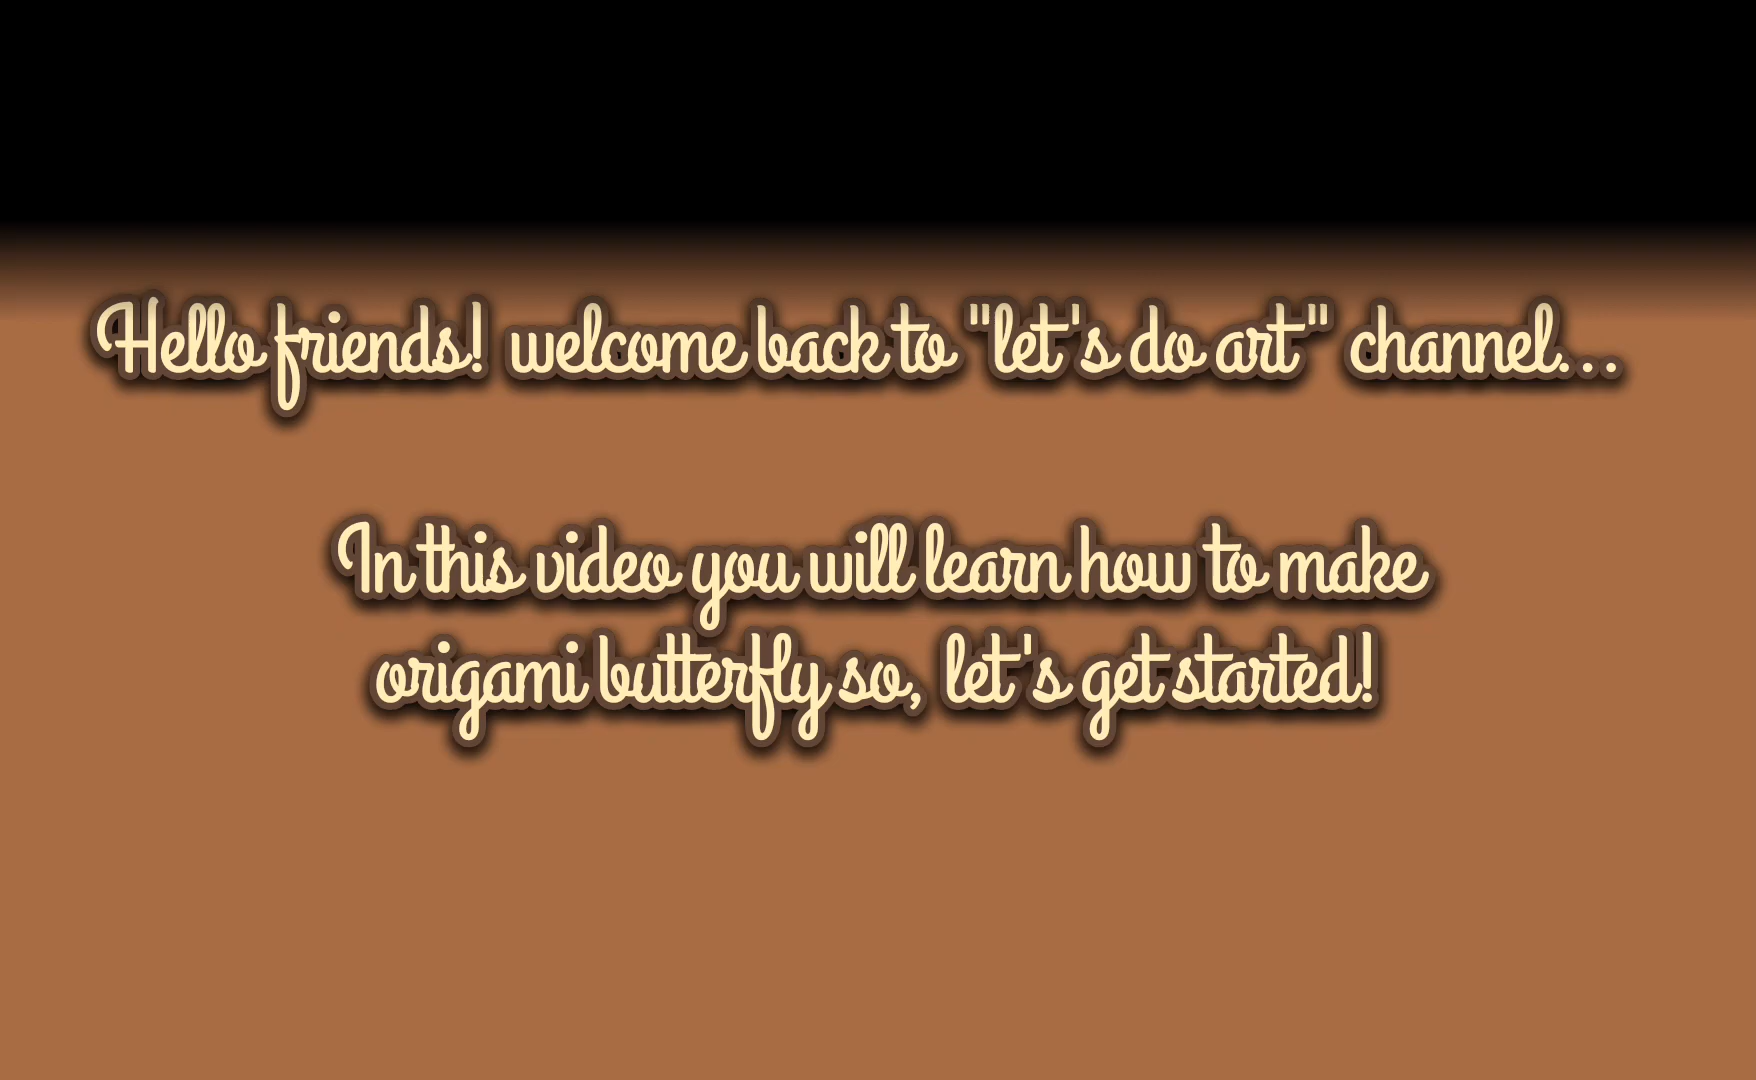 Hello friends! welcome back to "let's do art" channel...
In this video you will learn how to make
origami butterfly so, let's get started!